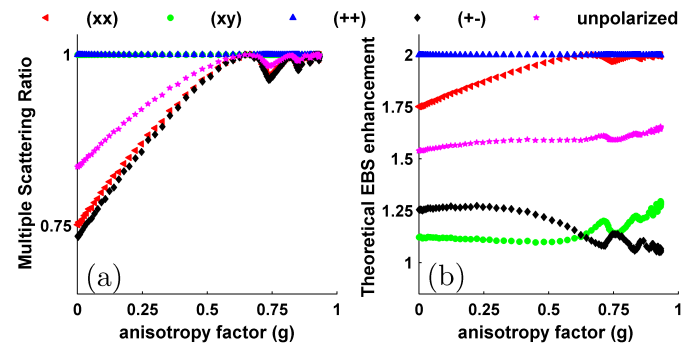 (xx) (xy) (++) (+-) unpolarized
Multiple Scattering Ratio
1
0.75
0 0.25 0.5 0.75 1
anisotropy factor (g)
(a)
Theoretical EBS enhancement
2
1.75
1.5
1.25
1
0 0.25 0.5 0.75 1
anisotropy factor (g)
(b)